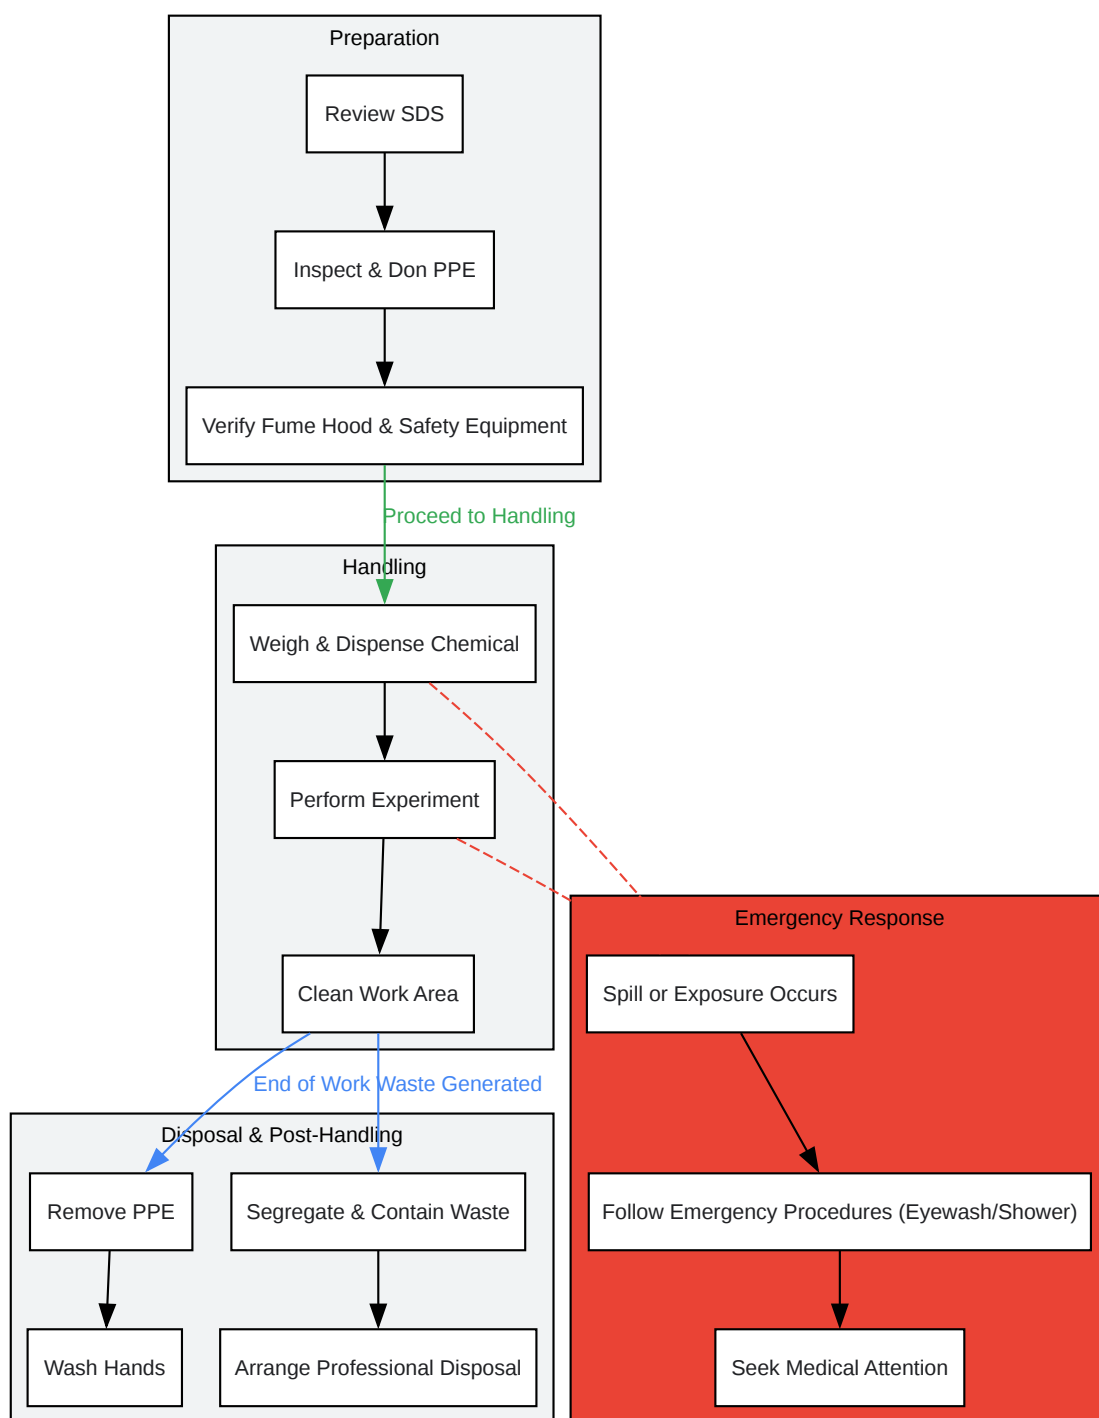 Preparation
Review SDS
Inspect & Don PPE
Verify Fume Hood & Safety Equipment
Proceed to Handling
Handling
Weigh & Dispense Chemical
Perform Experiment
Clean Work Area
Emergency Response
Spill or Exposure Occurs
Follow Emergency Procedures (Eyewash/Shower)
Seek Medical Attention
End of Work
Waste Generated
Disposal & Post-Handling
Remove PPE
Segregate & Contain Waste
Wash Hands
Arrange Professional Disposal